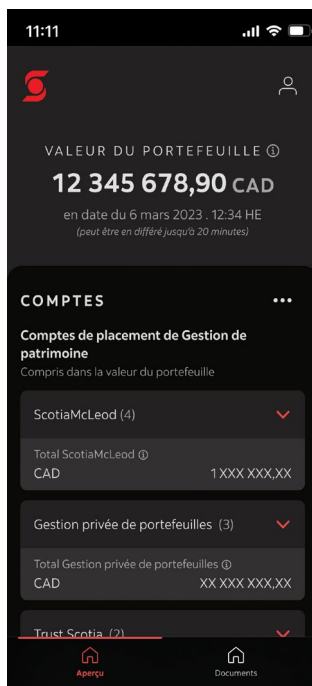 11:11
VALEUR DU PORTEFEUILLE
12 345 678,90 CAD
en date du 6 mars 2023 . 12:34 HE
(peut être en différé jusqu'à 20 minutes)
COMPTES
Comptes de placement de Gestion de
patrimoine
Compris dans la valeur du portefeuille
ScotiaMcLeod (4)
Total ScotiaMcLeod
CAD 1 XXX XXX,XX
Gestion privée de portefeuilles (3)
Total Gestion privée de portefeuilles
CAD XX XXX XXX,XX
Trust Scotia (2)
Aperçu Documents